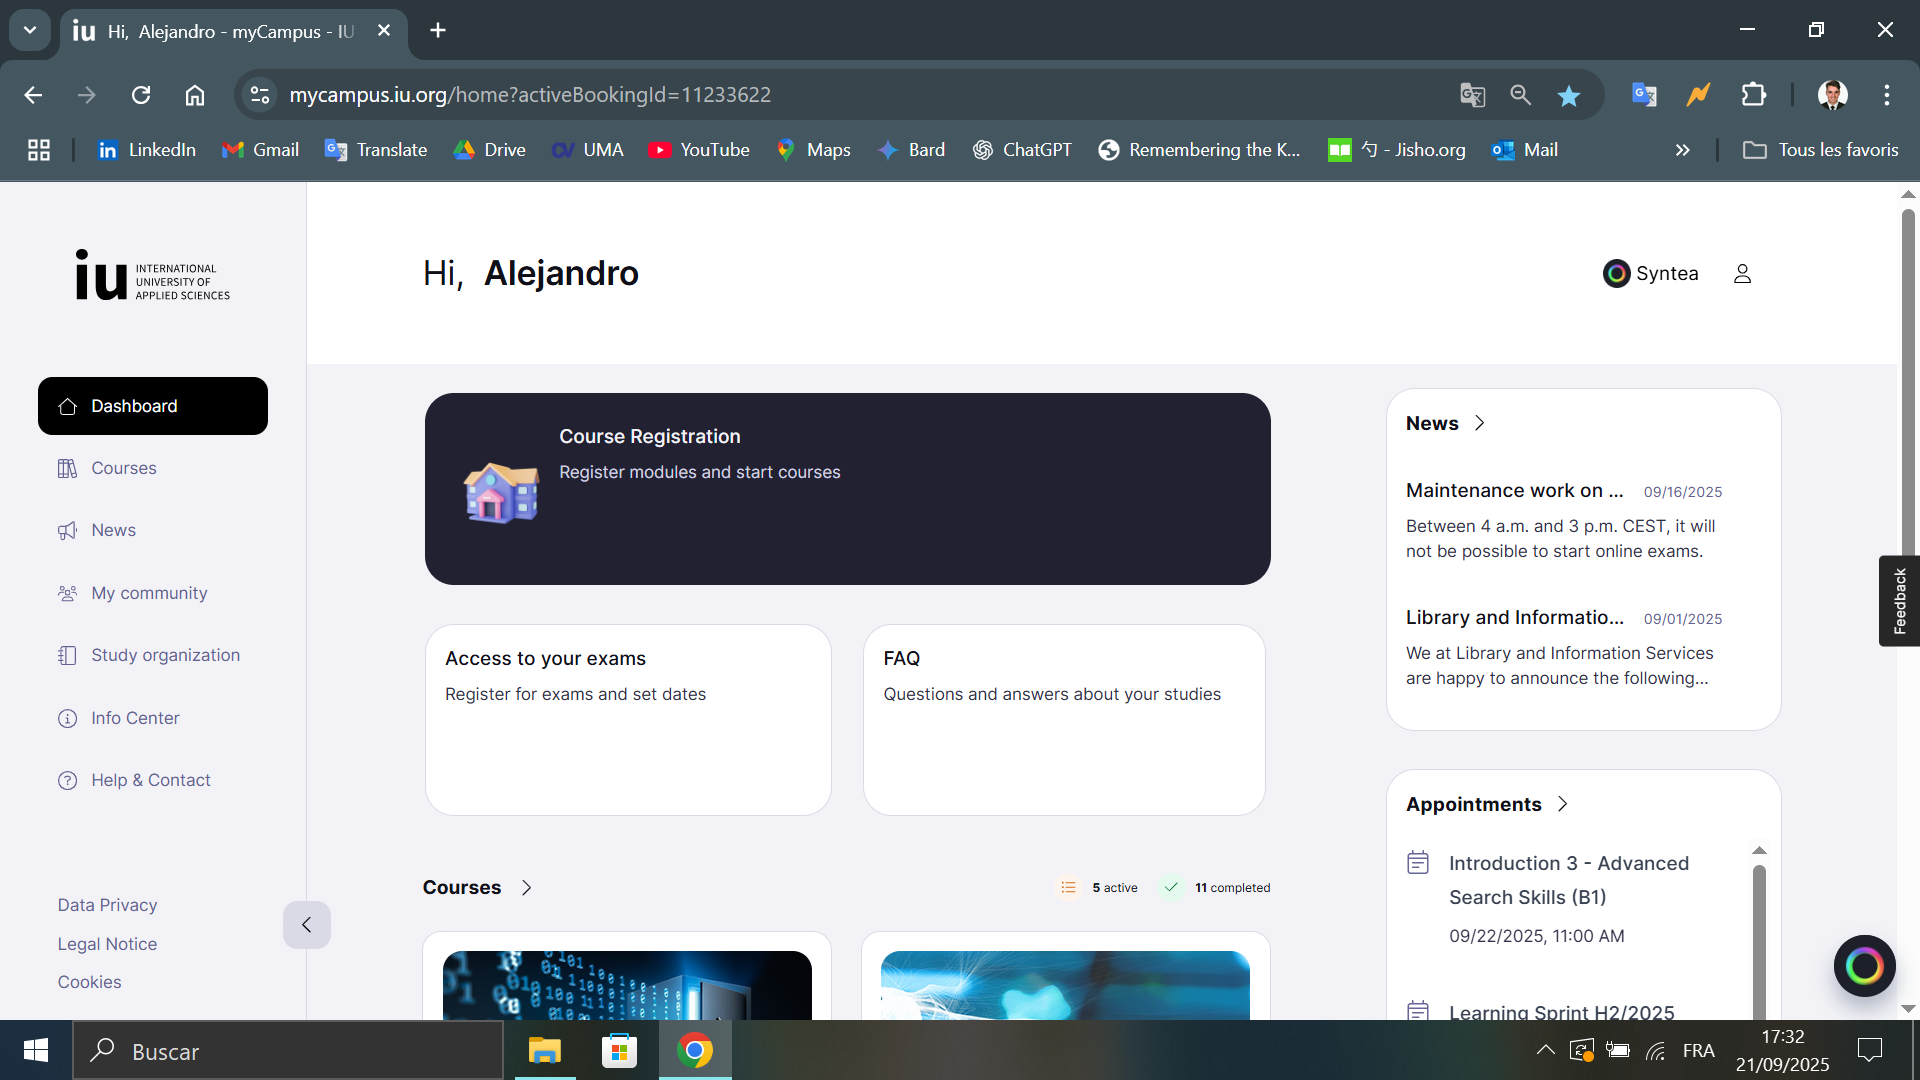 iu Hi, Alejandro - myCampus - IU
mycampus.iu.org/home?activeBookingId=11233622
LinkedIn
Gmail
Translate
Drive
UMA
YouTube
Maps
Bard
ChatGPT
Remembering the K...
勺 - Jisho.org
Mail
Tous les favoris
iu
INTERNATIONAL
UNIVERSITY OF
APPLIED SCIENCES
Hi, Alejandro
Syntea
Dashboard
Courses
News
My community
Study organization
Info Center
Help & Contact
Data Privacy
Legal Notice
Cookies
Course Registration
Register modules and start courses
Access to your exams
Register for exams and set dates
FAQ
Questions and answers about your studies
Courses
5 active
11 completed
News
Maintenance work on ... 09/16/2025
Between 4 a.m. and 3 p.m. CEST, it will
not be possible to start online exams.
Library and Informatio... 09/01/2025
We at Library and Information Services
are happy to announce the following...
Appointments
Introduction 3 - Advanced
Search Skills (B1)
09/22/2025, 11:00 AM
Learning Sprint H2/2025
Feedback
Buscar
FRA
17:32
21/09/2025